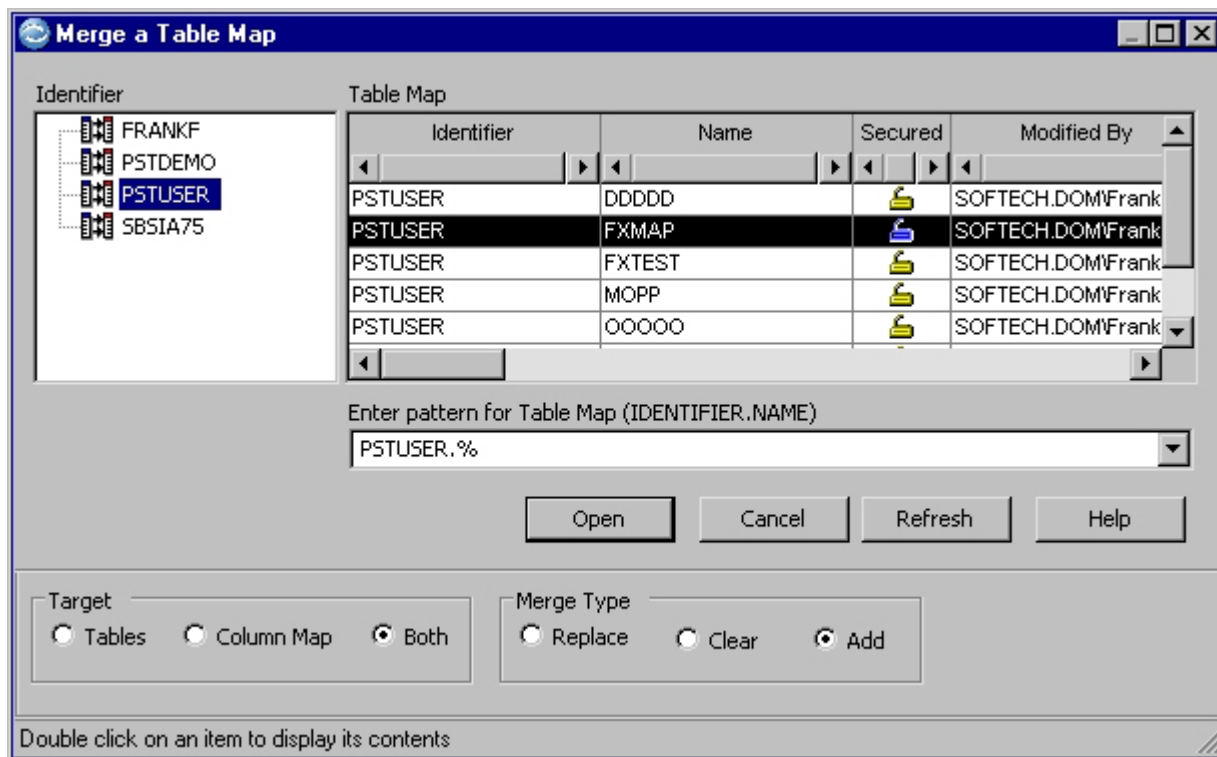 Merge a Table Map
Identifier
Table Map
FRANKF
PSTDEMO
PSTUSER
SBSIA75
Identifier Name Secured Modified By
PSTUSER DDDDD SOFTECH.DOM\Frank
PSTUSER FXMAP SOFTECH.DOM\Frank
PSTUSER FXTEST SOFTECH.DOM\Frank
PSTUSER MOPP SOFTECH.DOM\Frank
PSTUSER OOOOO SOFTECH.DOM\Frank
Enter pattern for Table Map (IDENTIFIER.NAME)
PSTUSER.%
Open Cancel Refresh Help
Target
Tables Column Map Both
Merge Type
Replace Clear Add
Double click on an item to display its contents